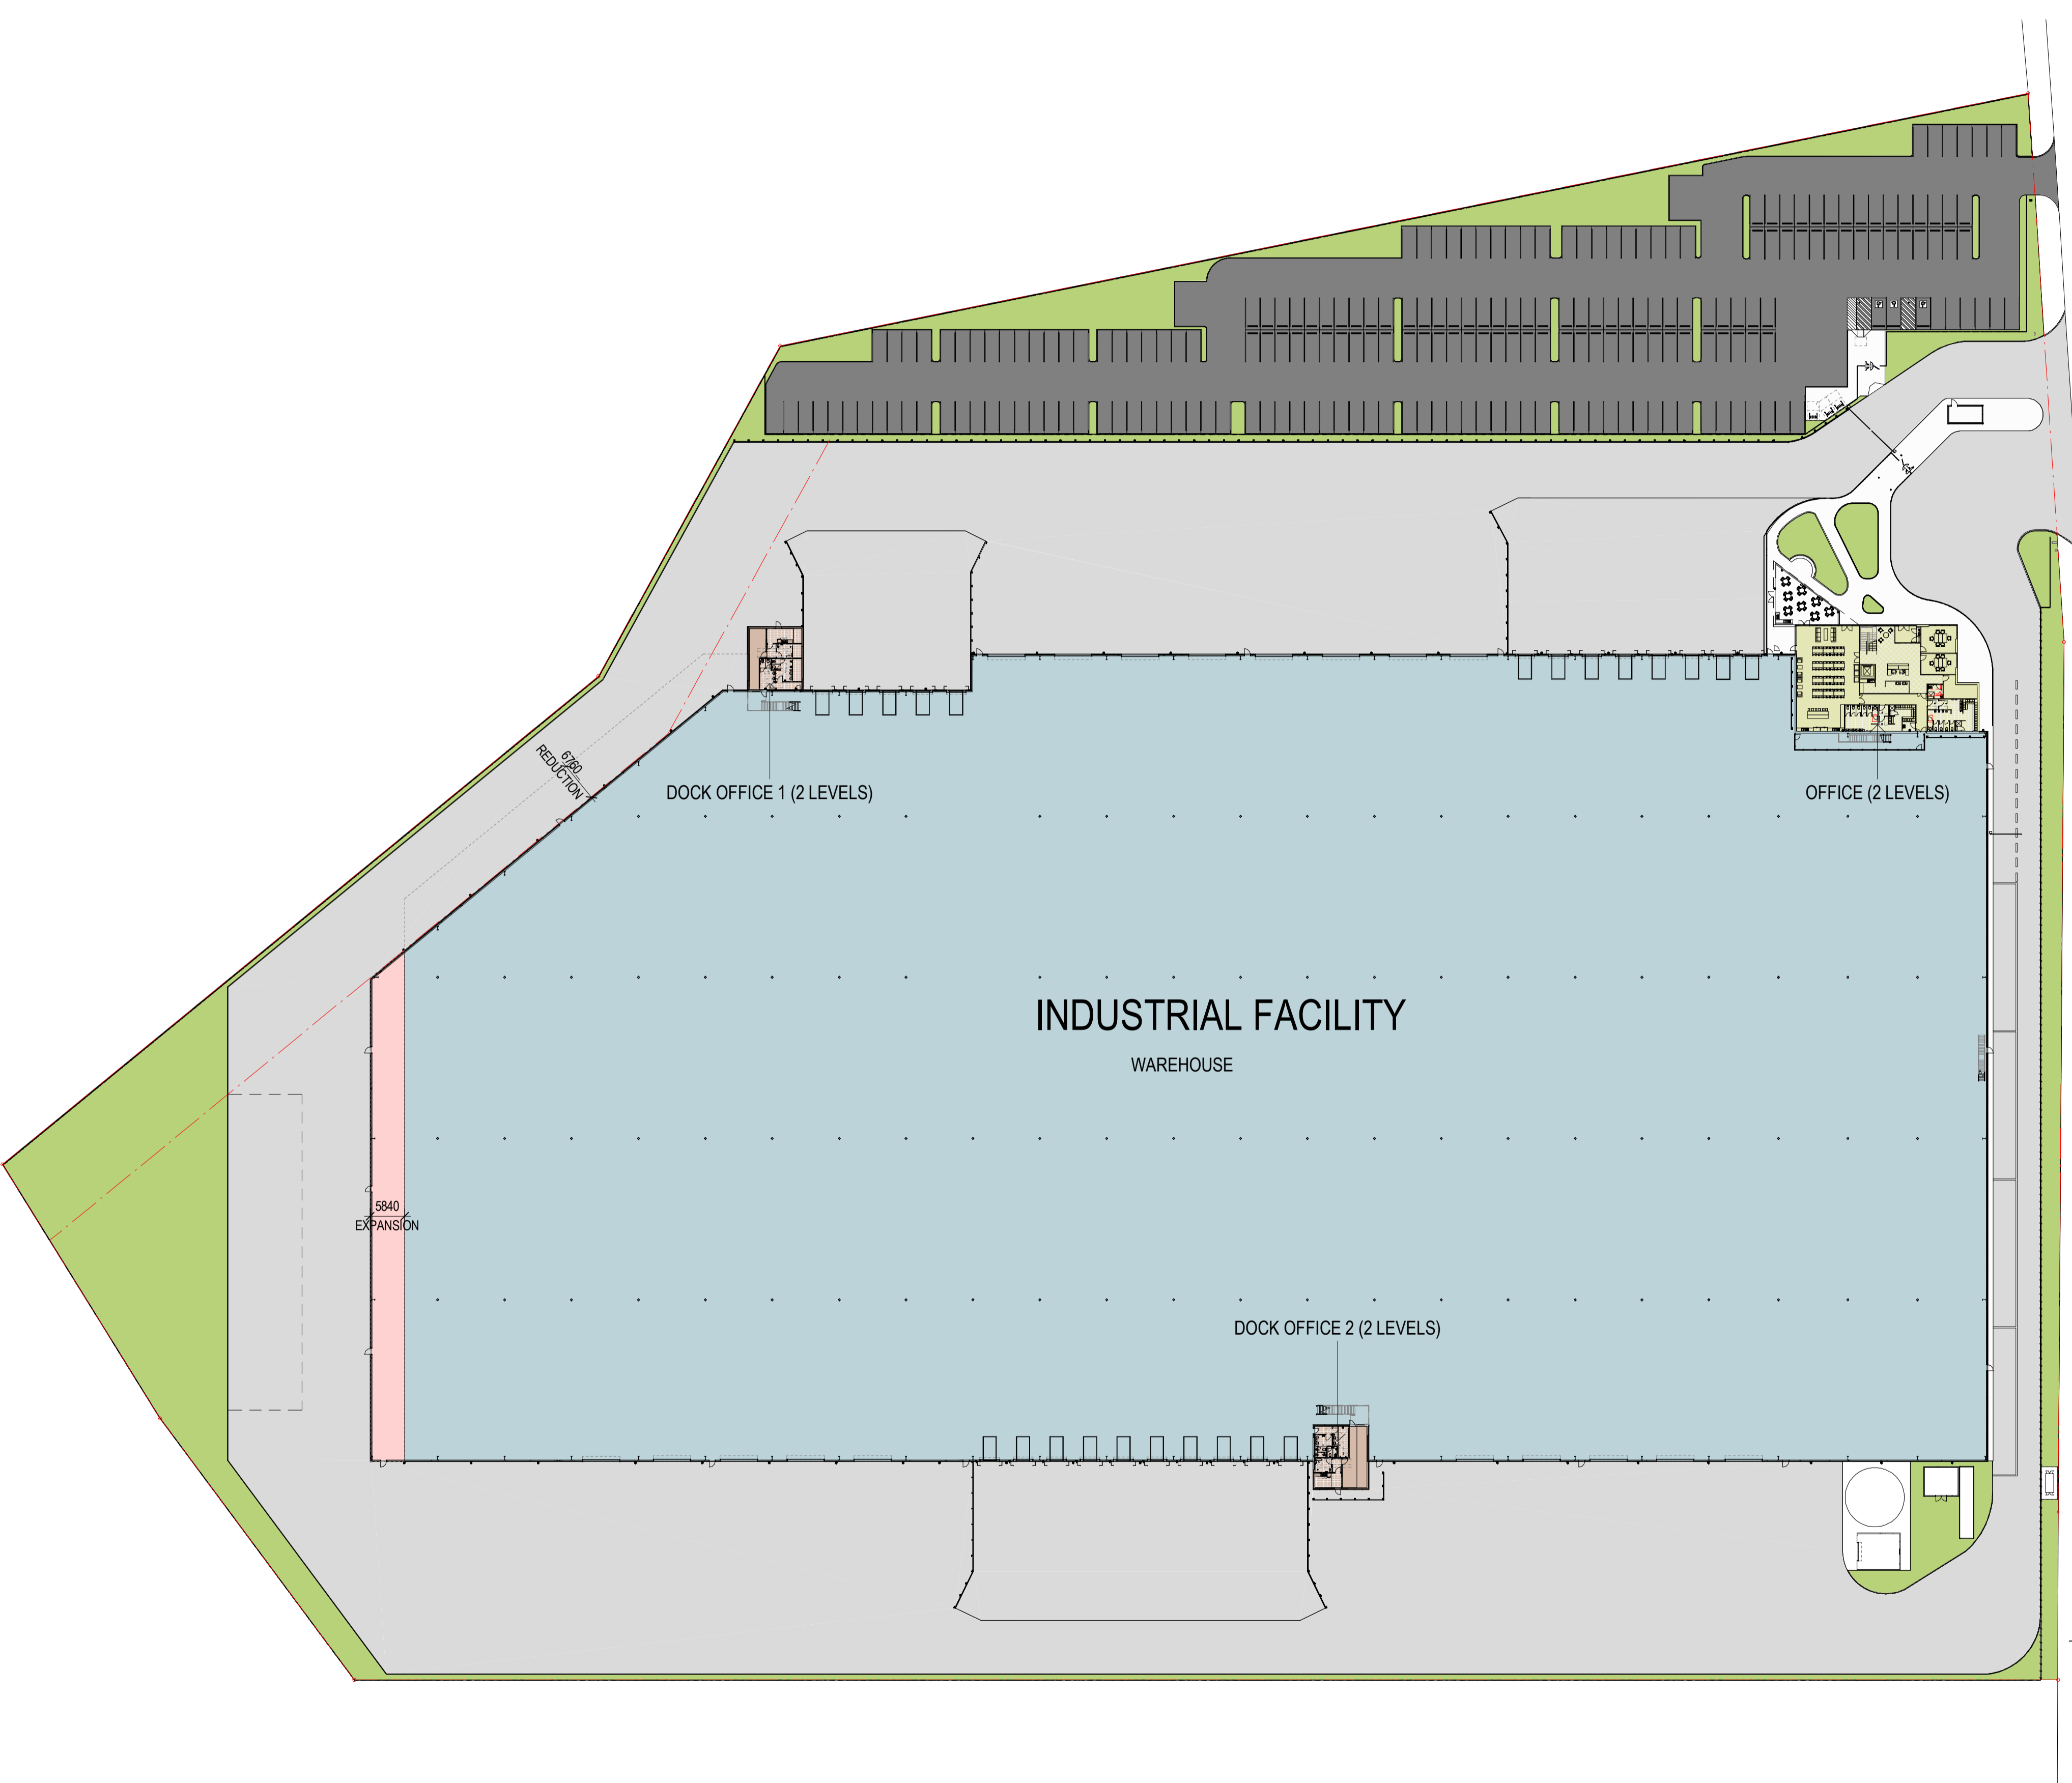 6760
REDUCTION
DOCK OFFICE 1 (2 LEVELS)
OFFICE (2 LEVELS)
INDUSTRIAL FACILITY
WAREHOUSE
5840
EXPANSION
DOCK OFFICE 2 (2 LEVELS)